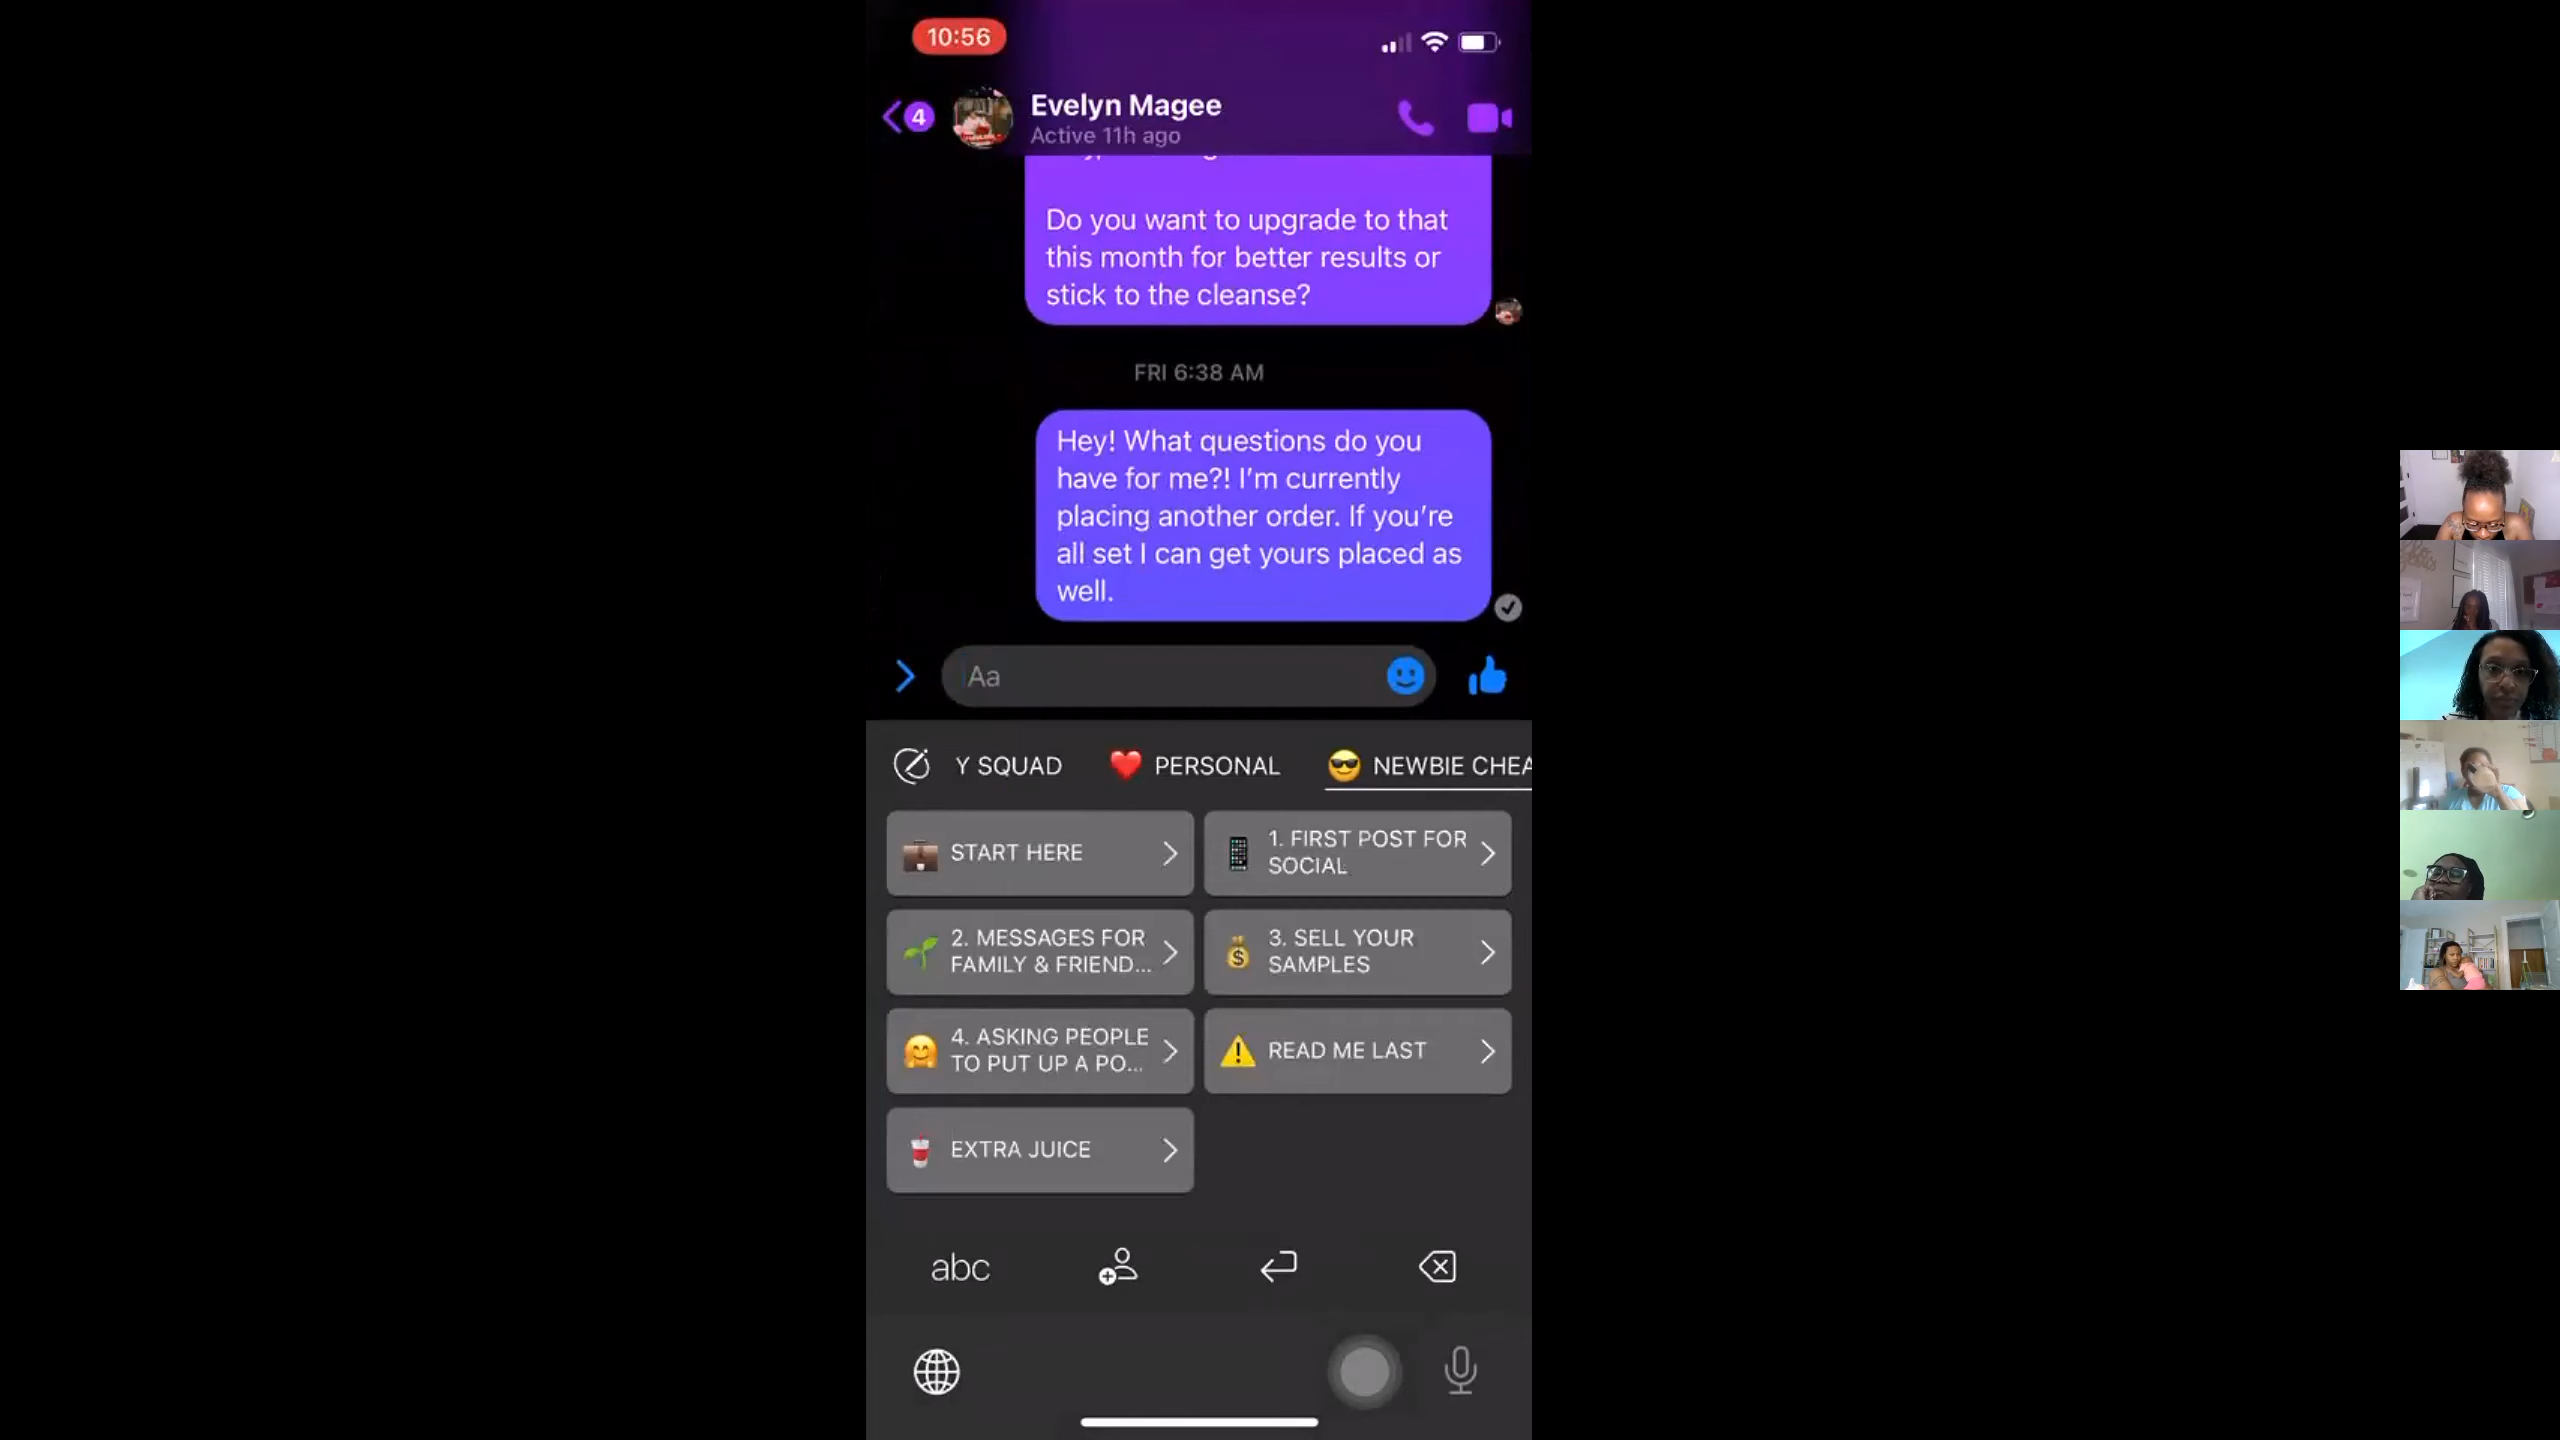 10:56
4
Evelyn Magee
Active 11h ago
Do you want to upgrade to that
this month for better results or
stick to the cleanse?
FRI 6:38 AM
Hey! What questions do you
have for me?! I'm currently
placing another order. If you're
all set I can get yours placed as
well.
Aa
Y SQUAD
PERSONAL
NEWBIE CHEA
START HERE
1. FIRST POST FOR
SOCIAL
2. MESSAGES FOR
FAMILY & FRIEND...
3. SELL YOUR
SAMPLES
4. ASKING PEOPLE
TO PUT UP A PO...
READ ME LAST
EXTRA JUICE
abc